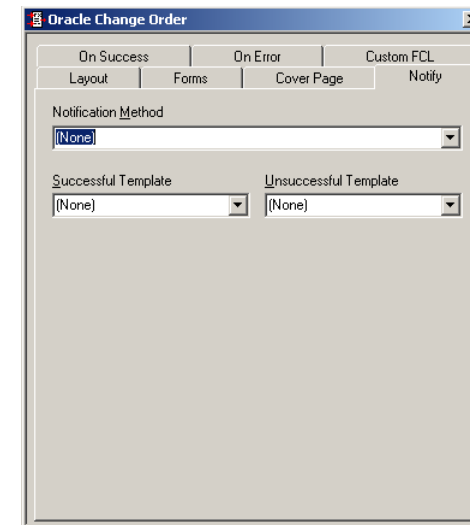 Oracle Change Order
On Success On Error Custom FCL
Layout Forms Cover Page Notify
Notification Method
(None)
Successful Template Unsuccessful Template
(None) (None)